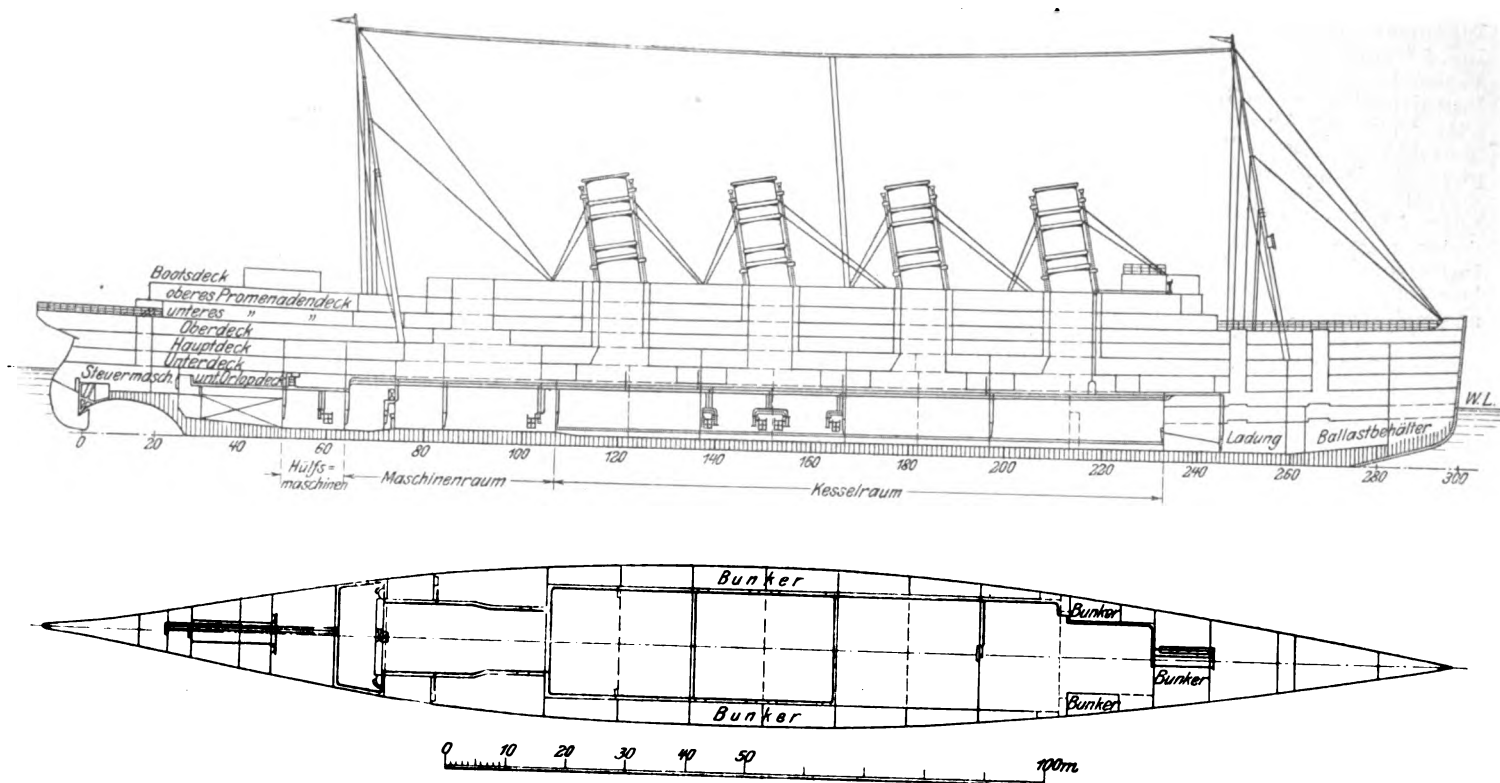 Bootsdeck
oberes Promenadendeck
unteres " "
Oberdeck
Hauptdeck
Unterdeck
Steuermasch. unt. Orlopdeck
W.L.
Ladung Ballastbehälter
0 20 40 60 80 100 120 140 160 182 200 220 240 260 280 300
Hülfs=
maschinen
Maschinenraum
Kesselraum
Bunker
Bunker
Bunker
Bunker
Bunker
0 10 20 30 40 50 100m